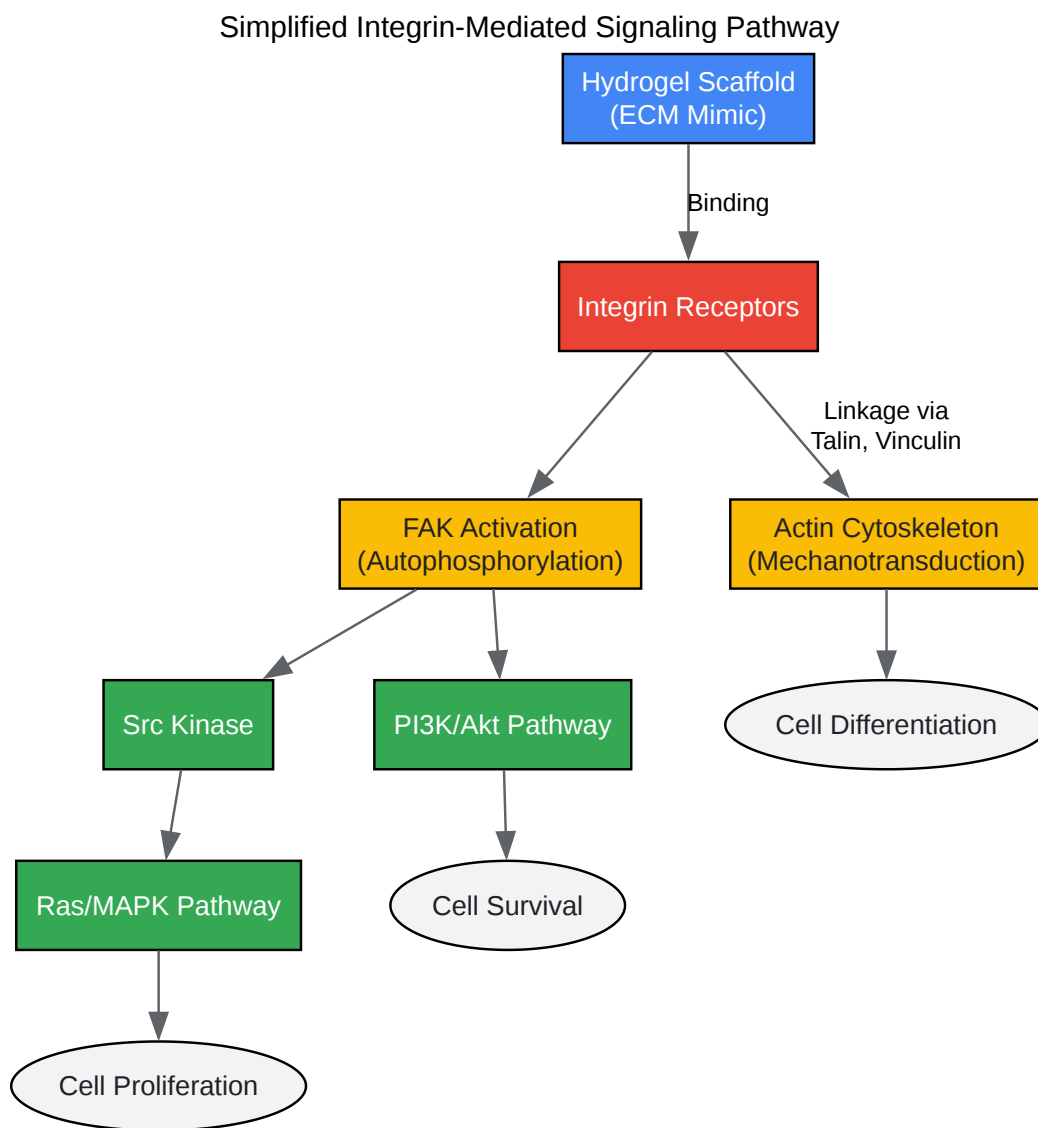 Simplified Integrin-Mediated Signaling Pathway
Hydrogel Scaffold
(ECM Mimic)
Binding
Integrin Receptors
Linkage via
Talin, Vinculin
FAK Activation
(Autophosphorylation)
Actin Cytoskeleton
(Mechanotransduction)
Src Kinase
PI3K/Akt Pathway
Cell Differentiation
Ras/MAPK Pathway
Cell Survival
Cell Proliferation